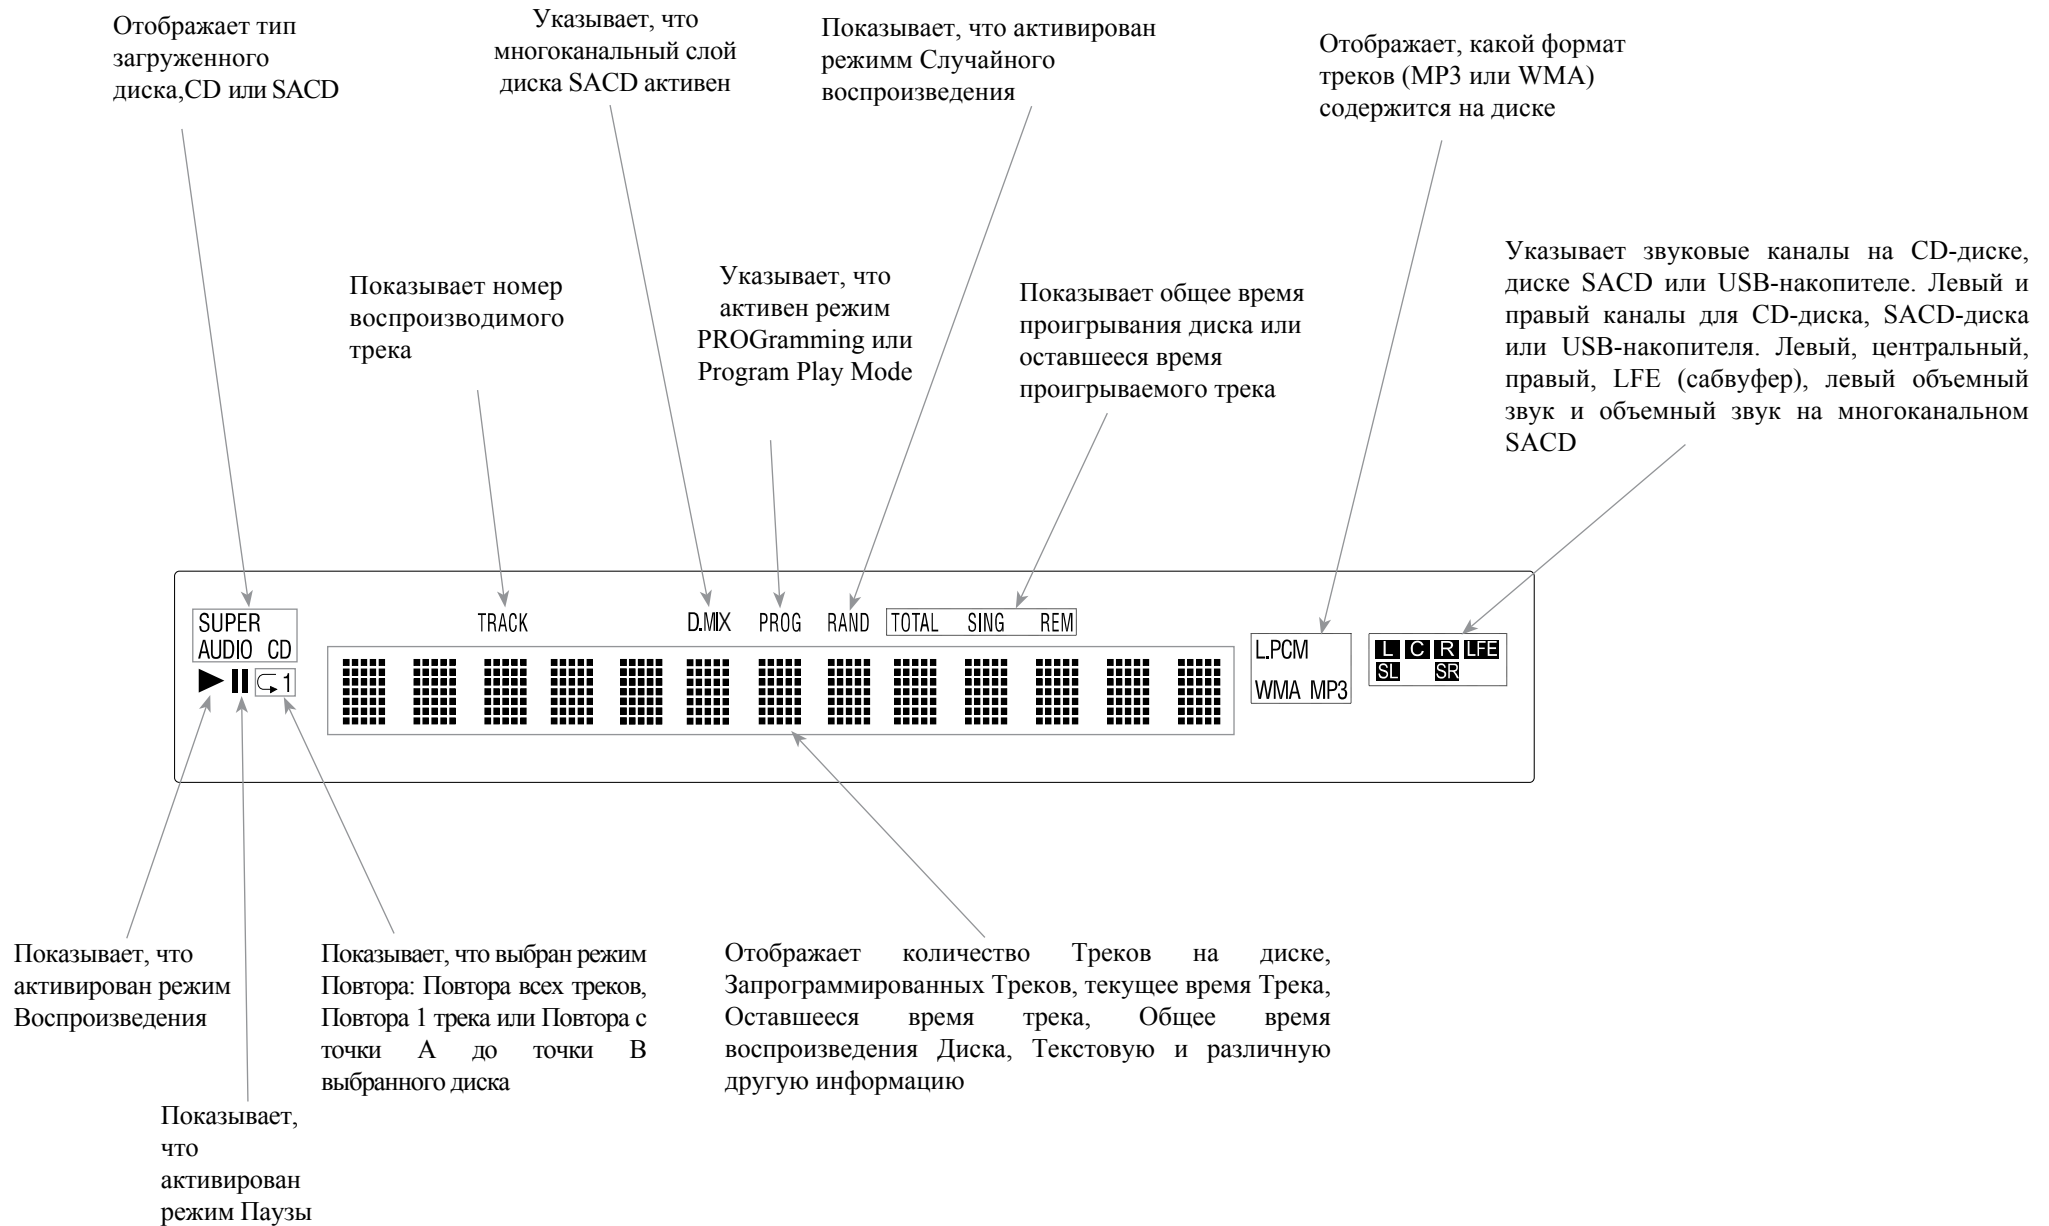 Отображает тип
загруженного
диска,CD или SACD
Указывает, что
многоканальный слой
диска SACD активен
Показывает, что активирован
режимм Случайного
воспроизведения
Отображает, какой формат
треков (MP3 или WMA)
содержится на диске
Показывает номер
воспроизводимого
трека
Указывает, что
активен режим
PROGramming или
Program Play Mode
Показывает общее время
проигрывания диска или
оставшееся время
проигрываемого трека
Указывает звуковые каналы на CD-диске,
диске SACD или USB-накопителе. Левый и
правый каналы для CD-диска, SACD-диска
или USB-накопителя. Левый, центральный,
правый, LFE (сабвуфер), левый объемный
звук и объемный звук на многоканальном
SACD
SUPER
AUDIO CD
TRACK D.MIX PROG RAND TOTAL SING REM
1
L.PCM
WMA MP3
L C R LFE
SL SR
Показывает, что
активирован режим
Воспроизведения
Показывает, что выбран режим
Повтора: Повтора всех треков,
Повтора 1 трека или Повтора с
точки A до точки B
выбранного диска
Отображает количество Треков на диске,
Запрограммированных Треков, текущее время Трека,
Оставшееся время трека, Общее время
воспроизведения Диска, Текстовую и различную
другую информацию
Показывает,
что
активирован
режим Паузы